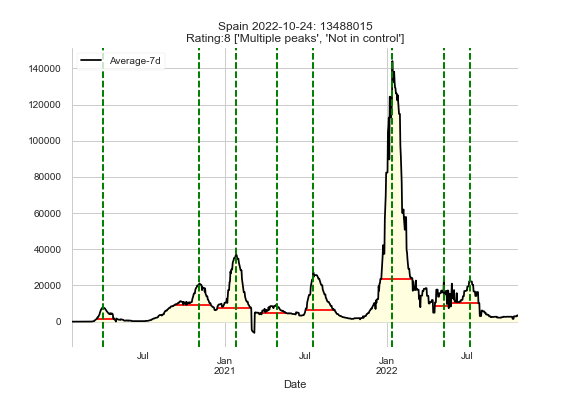 Spain 2022-10-24: 13488015
Rating:8 ['Multiple peaks', 'Not in control']
Average-7d
140000
120000
100000
80000
60000
40000
20000
0
Jul
Jan
2021
Jul
Jan
2022
Jul
Date